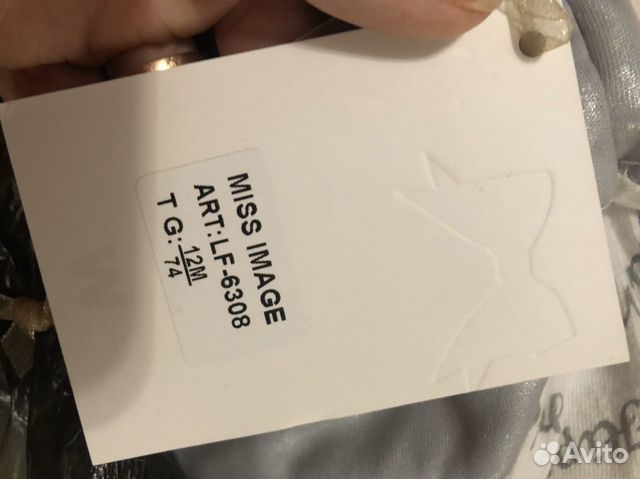 MISS IMAGE
ART:LF-6308
T G: 12M
74
Avito